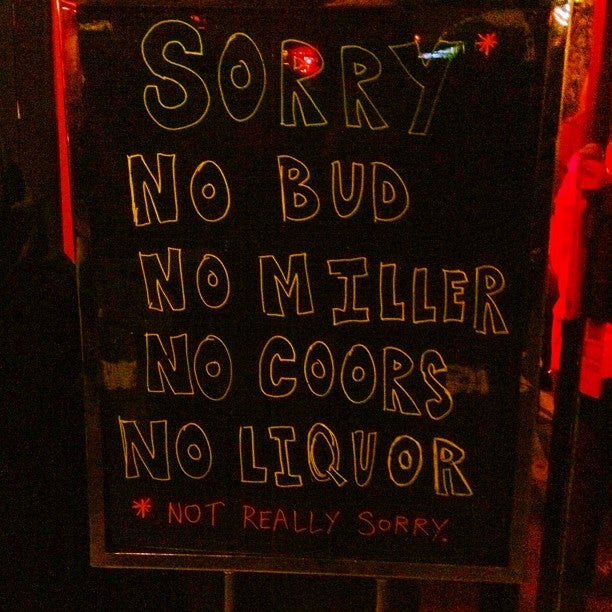 SORRY*
NO BUD
NO MILLER
NO COORS
NO LIQUOR
* NOT REALLY SORRY.